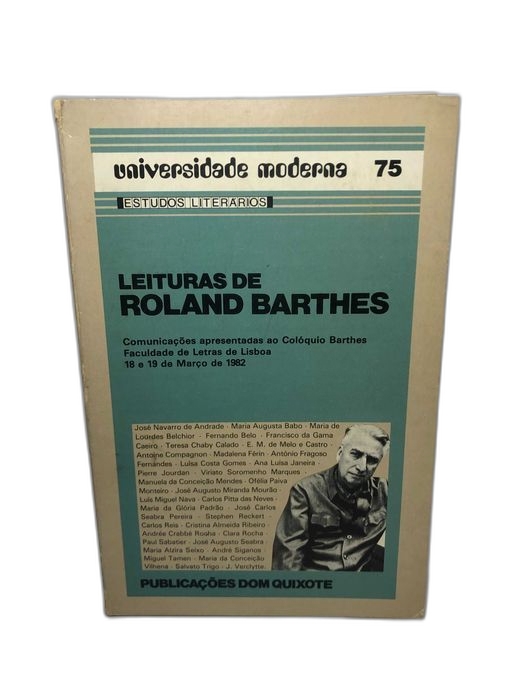 universidade moderna 75
ESTUDOS LITERÁRIOS
LEITURAS DE
ROLAND BARTHES
Comunicações apresentadas ao Colóquio Barthes
Faculdade de Letras de Lisboa
18 e 19 de Março de 1982
José Navarro de Andrade · Maria Augusta Babo · Maria de
Lourdes Belchior · Fernando Belo · Francisco da Gama
Caeiro · Teresa Chaby Calado · E. M. de Melo e Castro ·
Antoine Compagnon · Madalena Férin · António Fragoso
Fernandes · Luísa Costa Gomes · Ana Luísa Janeira ·
Pierre Jourdan · Viriato Soromenho Marques ·
Manuela da Conceição Mendes · Ofélia Paiva
Monteiro · José Augusto Miranda Mourão ·
Luís Miguel Nava · Carlos Pitta das Neves ·
Maria da Glória Padrão · José Carlos
Seabra Pereira · Stephen Reckert ·
Carlos Reis · Cristina Almeida Ribeiro ·
Andrée Crabbé Rocha · Clara Rocha ·
Paul Sabatier · José Augusto Seabra ·
Maria Alzira Seixo · André Siganos ·
Miguel Tamen · Maria da Conceição
Vilhena · Salvato Trigo · J. Verclytte.
PUBLICAÇÕES DOM QUIXOTE